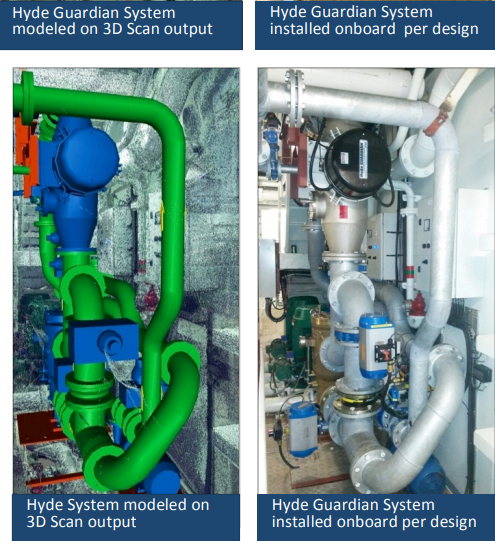 Hyde Guardian System
modeled on 3D Scan output
Hyde Guardian System
installed onboard per design
Hyde System modeled on
3D Scan output
Hyde Guardian System
installed onboard per design